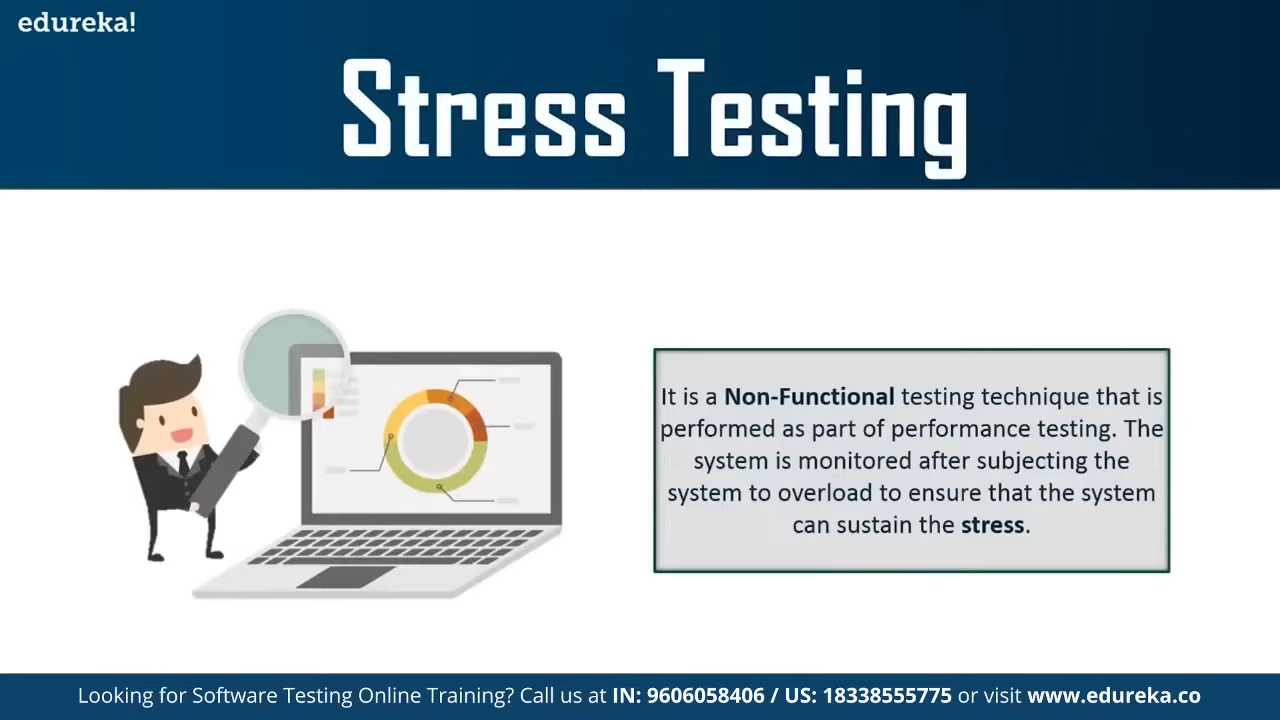 edureka!
Stress Testing
It is a Non-Functional testing technique that is
performed as part of performance testing. The
system is monitored after subjecting the
system to overload to ensure that the system
can sustain the stress.
Looking for Software Testing Online Training? Call us at IN: 9606058406 / US: 18338555775 or visit www.edureka.co